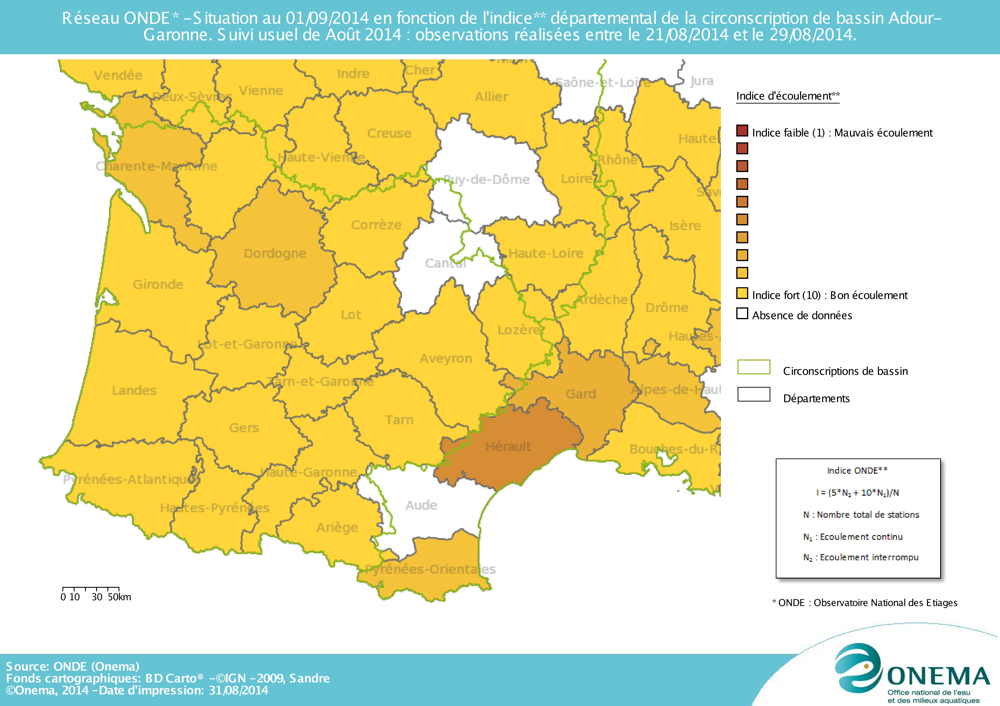 Réseau ONDE* -Situation au 01/09/2014 en fonction de l'indice** départemental de la circonscription de bassin Adour-
Garonne. Suivi usuel de Août 2014 : observations réalisées entre le 21/08/2014 et le 29/08/2014.
Vendée
Deux-Sèvres
Vienne
Indre
Cher
Allier
Saône-et-Loire
Jura
Charente-Maritime
Haute-Vienne
Creuse
Puy-de-Dôme
Loire
Rhône
Haute
Isère
Dordogne
Corrèze
Cantal
Haute-Loire
Gironde
Lot
Lozère
Ardèche
Drôme
Hautes-
Lot-et-Garonne
Aveyron
Landes
Tarn-et-Garonne
Gard
Alpes-de-Haut
Gers
Tarn
Hérault
Bouches-du-R
Pyrénées-Atlantiques
Haute-Garonne
Hautes-Pyrénées
Aude
Ariège
Pyrénées-Orientales
0 10 30 50km
Indice d'écoulement**
Indice faible (1) : Mauvais écoulement
Indice fort (10) : Bon écoulement
Absence de données
Circonscriptions de bassin
Départements
Indice ONDE**
I = (5*N₂ + 10*N₁)/N
N : Nombre total de stations
N₁ : Ecoulement continu
N₂ : Ecoulement interrompu
* ONDE : Observatoire National des Etiages
Source: ONDE (Onema)
Fonds cartographiques: BD Carto® -©IGN -2009, Sandre
©Onema, 2014 -Date d'impression: 31/08/2014
ONEMA
Office national de l'eau
et des milieux aquatiques